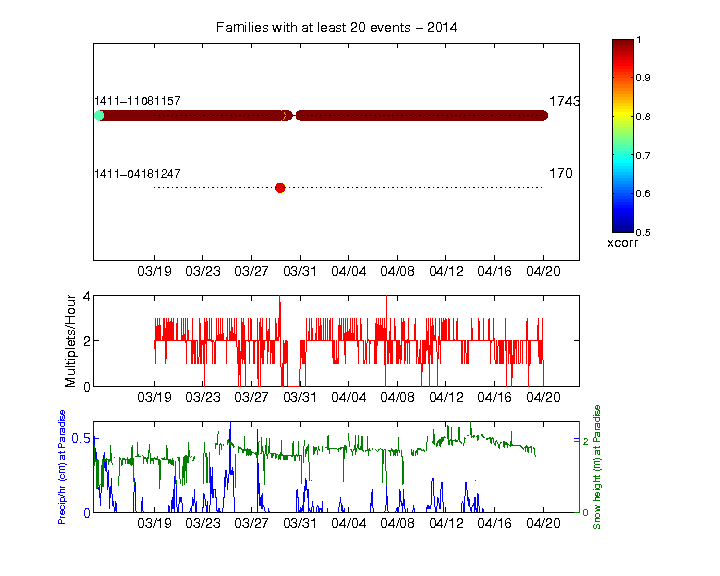 Families with at least 20 events − 2014
1411−11081157
1743
1411−04181247
170
1
0.9
0.8
0.7
0.6
0.5
xcorr
03/19 03/23 03/27 03/31 04/04 04/08 04/12 04/16 04/20
Multiplets/Hour
4
2
0
03/19 03/23 03/27 03/31 04/04 04/08 04/12 04/16 04/20
Precip/hr (cm) at Paradise
0.5
0
2
0
Snow height (m) at Paradise
03/19 03/23 03/27 03/31 04/04 04/08 04/12 04/16 04/20